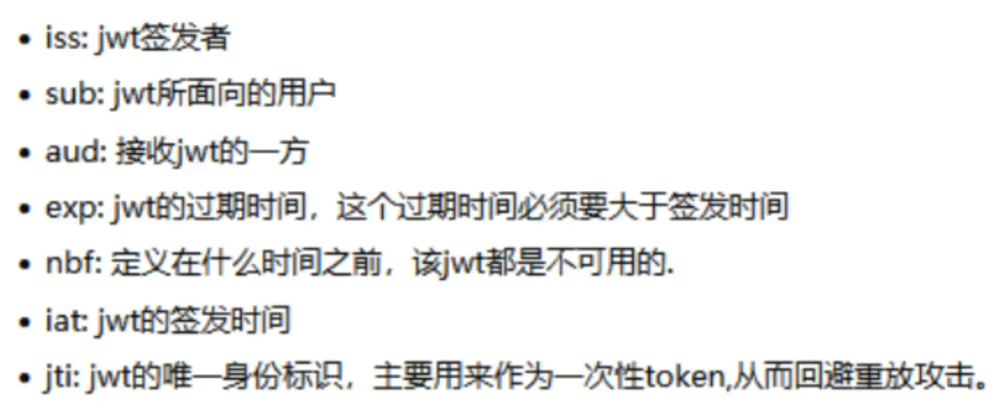 • iss: jwt签发者
• sub: jwt所面向的用户
• aud: 接收jwt的一方
• exp: jwt的过期时间，这个过期时间必须要大于签发时间
• nbf: 定义在什么时间之前，该jwt都是不可用的.
• iat: jwt的签发时间
• jti: jwt的唯一身份标识，主要用来作为一次性token,从而回避重放攻击。